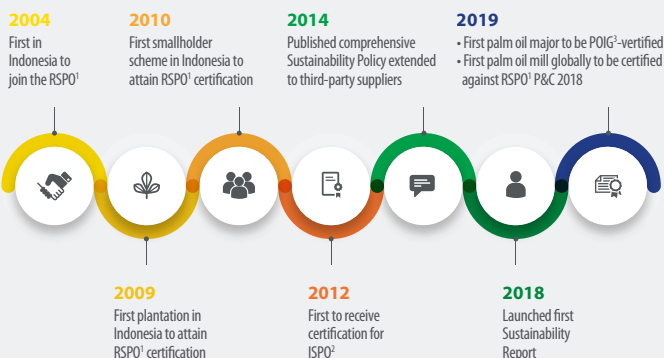 2004
First in
Indonesia to
join the RSPO¹
2010
First smallholder
scheme in Indonesia to
attain RSPO¹ certification
2014
Published comprehensive
Sustainability Policy extended
to third-party suppliers
2019
• First palm oil major to be POIG³-vertified
• First palm oil mill globally to be certified
against RSPO¹ P&C 2018
2009
First plantation in
Indonesia to attain
RSPO¹ certification
2012
First to receive
certification for
ISPO²
2018
Launched first
Sustainability
Report